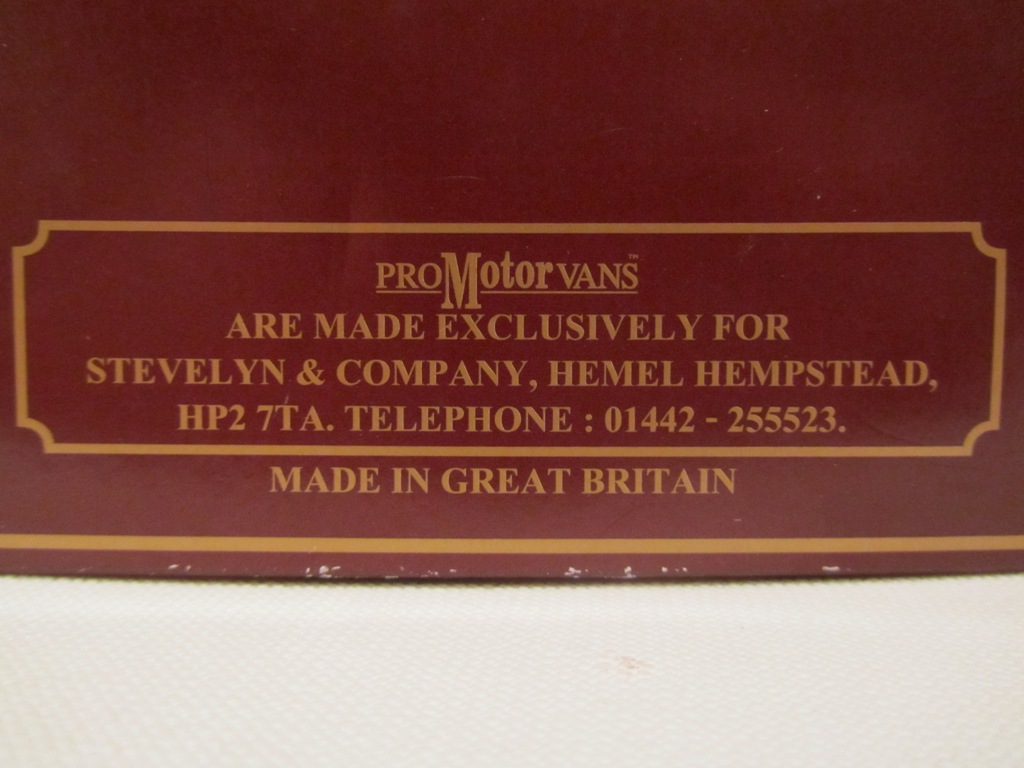 PROMotorVANS™
ARE MADE EXCLUSIVELY FOR
STEVELYN & COMPANY, HEMEL HEMPSTEAD,
HP2 7TA. TELEPHONE : 01442 - 255523.
MADE IN GREAT BRITAIN